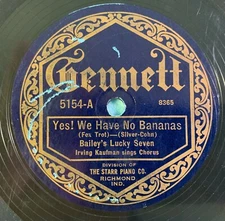 Gennett
5154-A 8365
Yes! We Have No Bananas
(Fox Trot)—(Silver-Cohn)
Bailey's Lucky Seven
Irving Kaufman sings Chorus
DIVISION OF
THE STARR PIANO CO.
RICHMOND
IND.